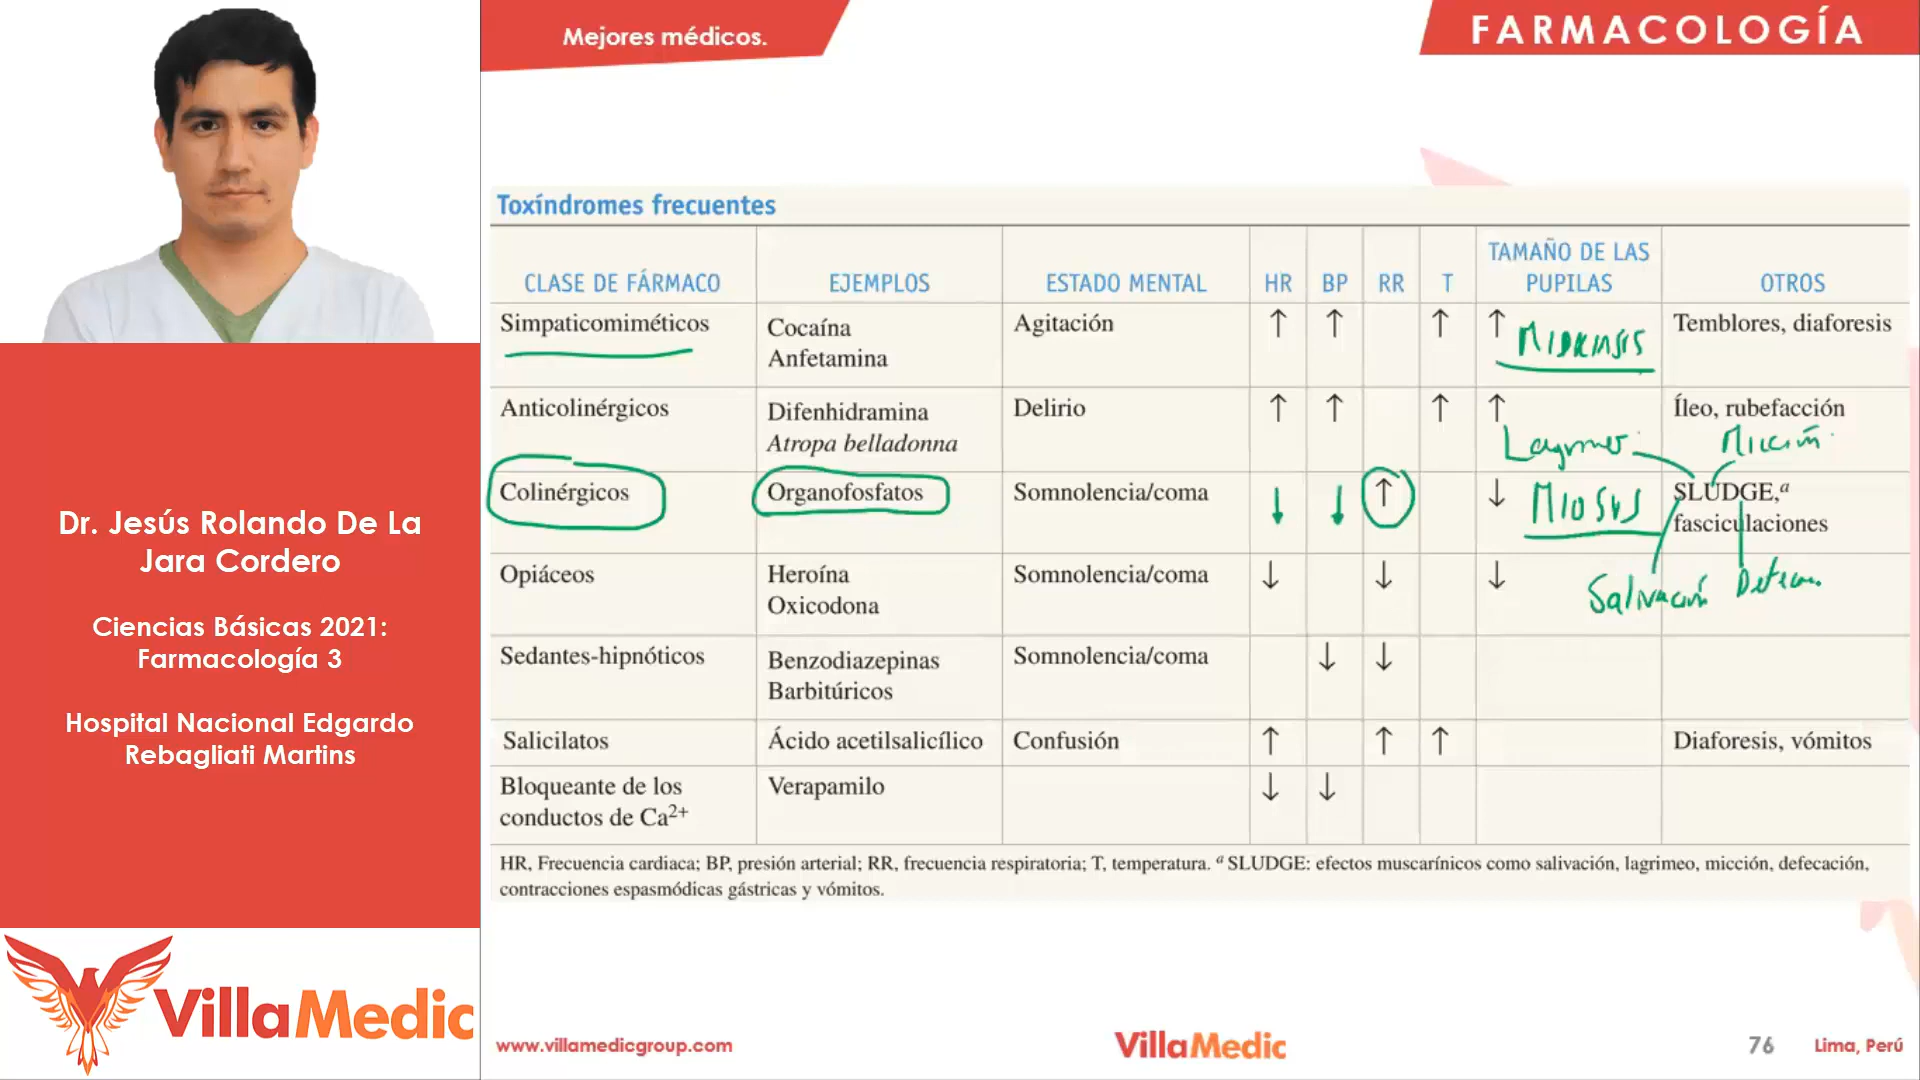 Mejores médicos.
FARMACOLOGÍA
Dr. Jesús Rolando De La
Jara Cordero
Ciencias Básicas 2021:
Farmacología 3
Hospital Nacional Edgardo
Rebagliati Martins
VillaMedic
Toxíndromes frecuentes
CLASE DE FÁRMACO EJEMPLOS ESTADO MENTAL HR BP RR T TAMAÑO DE LAS PUPILAS OTROS
Simpaticomiméticos Cocaína Agitación ↑ ↑ ↑ ↑ Temblores, diaforesis
Anfetamina
Anticolinérgicos Difenhidramina Delirio ↑ ↑ ↑ ↑ Íleo, rubefacción
Atropa belladonna
Micción
Colinérgicos Organofosfatos Somnolencia/coma ↓ ↓ ↑ ↓ MIOSIS SLUDGE,ᵃ
fasciculaciones
Salivación
Opiáceos Heroína Somnolencia/coma ↓ ↓ ↓
Oxicodona
Sedantes-hipnóticos Benzodiazepinas Somnolencia/coma ↓ ↓
Barbitúricos
Salicilatos Ácido acetilsalicílico Confusión ↑ ↑ ↑ Diaforesis, vómitos
Bloqueante de los Verapamilo ↓ ↓
conductos de Ca²⁺
HR, Frecuencia cardiaca; BP, presión arterial; RR, frecuencia respiratoria; T, temperatura. ᵃ SLUDGE: efectos muscarínicos como salivación, lagrimeo, micción, defecación,
contracciones espasmódicas gástricas y vómitos.
www.villamedicgroup.com
VillaMedic
76
Lima, Perú